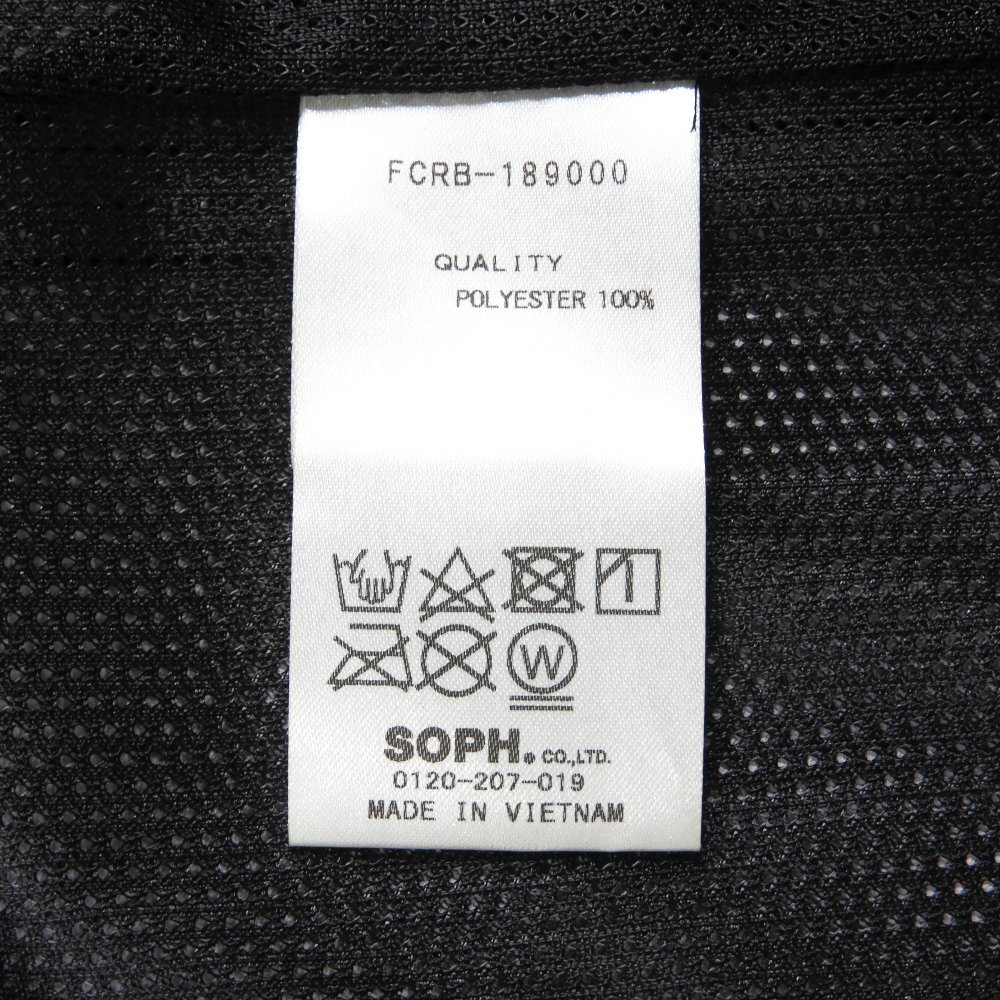 FCRB-189000
QUALITY
POLYESTER 100%
W
SOPH. CO.,LTD.
0120-207-019
MADE IN VIETNAM